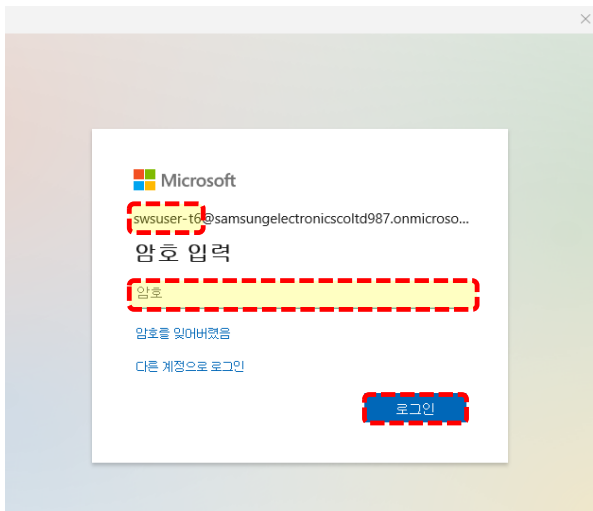 Microsoft
swsuser-t6@samsungelectronicscoltd987.onmicroso...
암호 입력
암호
암호를 잊어버렸음
다른 계정으로 로그인
로그인